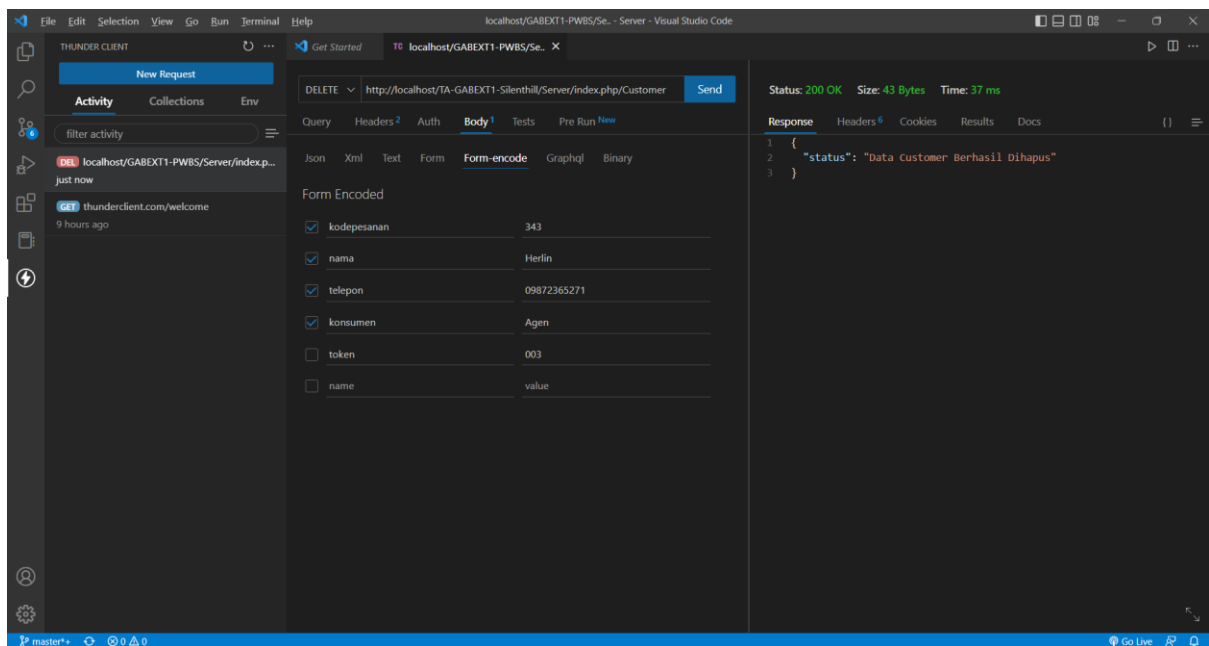 File Edit Selection View Go Run Terminal Help
localhost/GABEXT1-PWBS/Se.. - Server - Visual Studio Code
THUNDER CLIENT
New Request
Activity Collections Env
filter activity
DEL localhost/GABEXT1-PWBS/Server/index.p...
just now
GET thunderclient.com/welcome
9 hours ago
6
Get Started
TC localhost/GABEXT1-PWBS/Se..
DELETE http://localhost/TA-GABEXT1-Silenthill/Server/index.php/Customer Send
Query Headers 2 Auth Body 1 Tests Pre Run New
Json Xml Text Form Form-encode Graphql Binary
Form Encoded
kodepesanan 343
nama Herlin
telepon 09872365271
konsumen Agen
token 003
name value
Status: 200 OK Size: 43 Bytes Time: 37 ms
Response Headers 6 Cookies Results Docs {}
1 {
2 "status": "Data Customer Berhasil Dihapus"
3 }
master*+ 0 0 Go Live